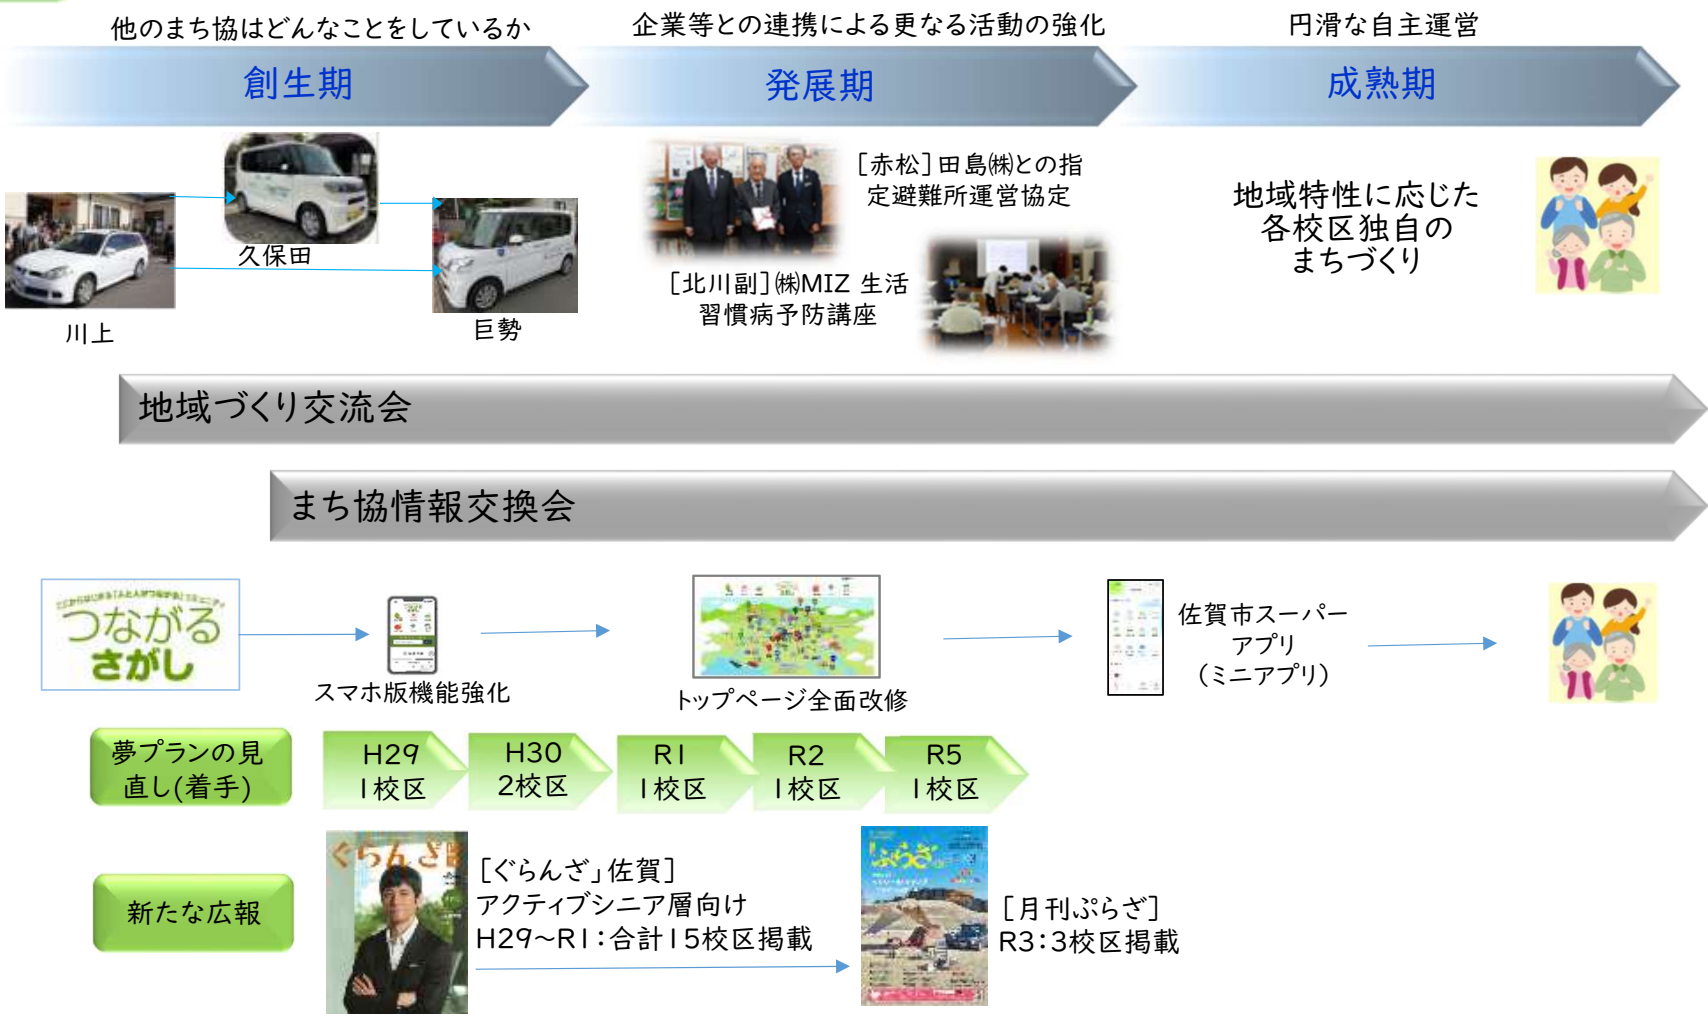 他のまち協はどんなことをしているか
企業等との連携による更なる活動の強化
円滑な自主運営
創生期
発展期
成熟期
川上
久保田
巨勢
[赤松]田島㈱との指
定避難所運営協定
[北川副]㈱MIZ 生活
習慣病予防講座
地域特性に応じた
各校区独自の
まちづくり
地域づくり交流会
まち協情報交換会
つながる
さがし
スマホ版機能強化
トップページ全面改修
佐賀市スーパー
アプリ
(ミニアプリ)
夢プランの見
直し(着手)
H29
1校区
H30
2校区
R1
1校区
R2
1校区
R5
1校区
新たな広報
ぐらんざ
[ぐらんざ」佐賀]
アクティブシニア層向け
H29~R1:合計15校区掲載
ぷらざ
[月刊ぷらざ]
R3:3校区掲載